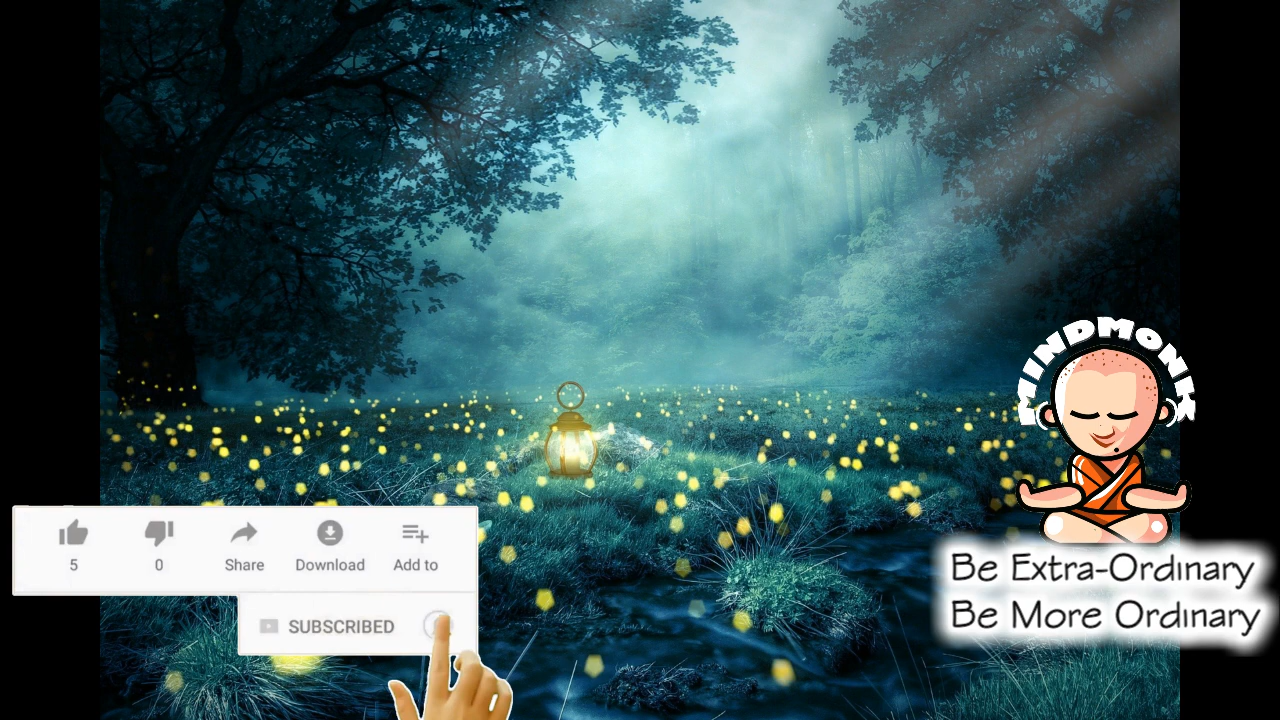 MINDMONK
5 0 Share Download Add to
Be Extra-Ordinary
Be More Ordinary
SUBSCRIBED